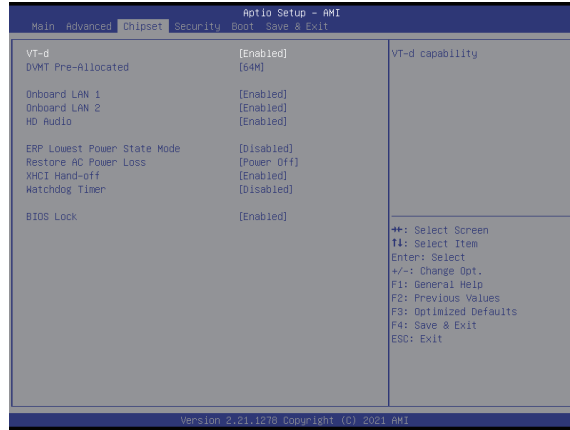 Aptio Setup – AMI
Main Advanced Chipset Security Boot Save & Exit
VT-d [Enabled]
DVMT Pre-Allocated [64M]
Onboard LAN 1 [Enabled]
Onboard LAN 2 [Enabled]
HD Audio [Enabled]
ERP Lowest Power State Mode [Disabled]
Restore AC Power Loss [Power Off]
XHCI Hand-off [Enabled]
Watchdog Timer [Disabled]
BIOS Lock [Enabled]
VT-d capability
→←: Select Screen
↑↓: Select Item
Enter: Select
+/-: Change Opt.
F1: General Help
F2: Previous Values
F3: Optimized Defaults
F4: Save & Exit
ESC: Exit
Version 2.21.1278 Copyright (C) 2021 AMI